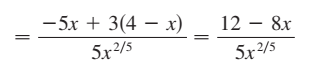 = −5x + 3(4 − x) / 5x^{2/5} = 12 − 8x / 5x^{2/5}